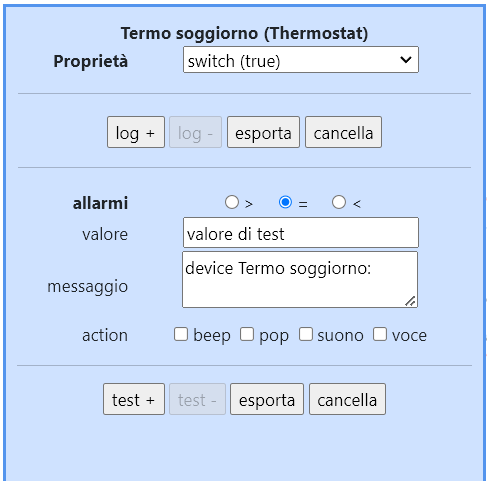 Termo soggiorno (Thermostat)
Proprietà switch (true)
log + log - esporta cancella
allarmi > = <
valore valore di test
messaggio device Termo soggiorno:
action beep pop suono voce
test + test - esporta cancella